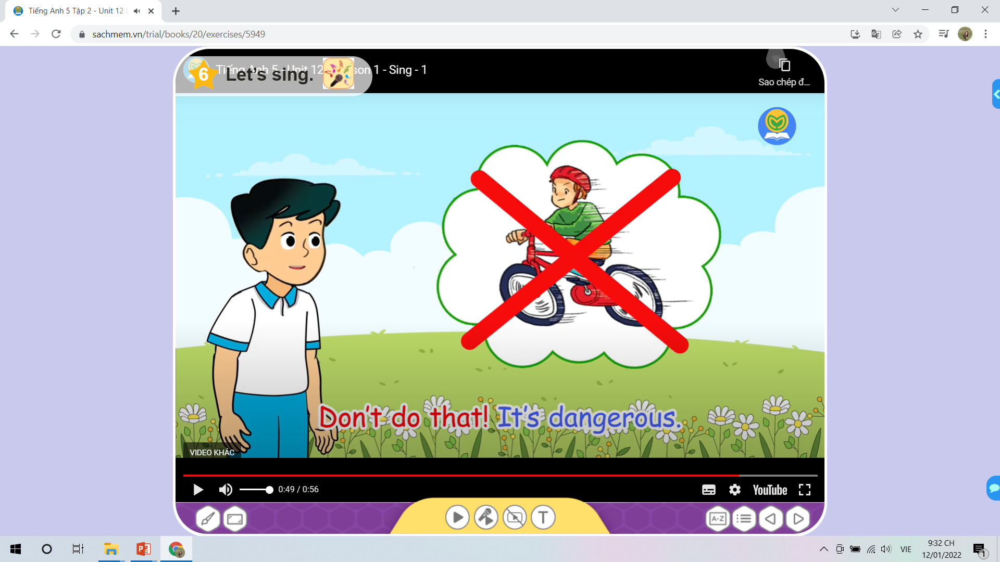 Tiếng Anh 5 Tập 2 - Unit 12
sachmem.vn/trial/books/20/exercises/5949
6 Let's sing.
Tiếng Anh 5 - Unit 12 son 1 - Sing - 1
Sao chép đ...
Don't do that! It's dangerous.
VIDEO KHÁC
0:49 / 0:56
YouTube
T
A-Z
VIE
9:32 CH
12/01/2022
1